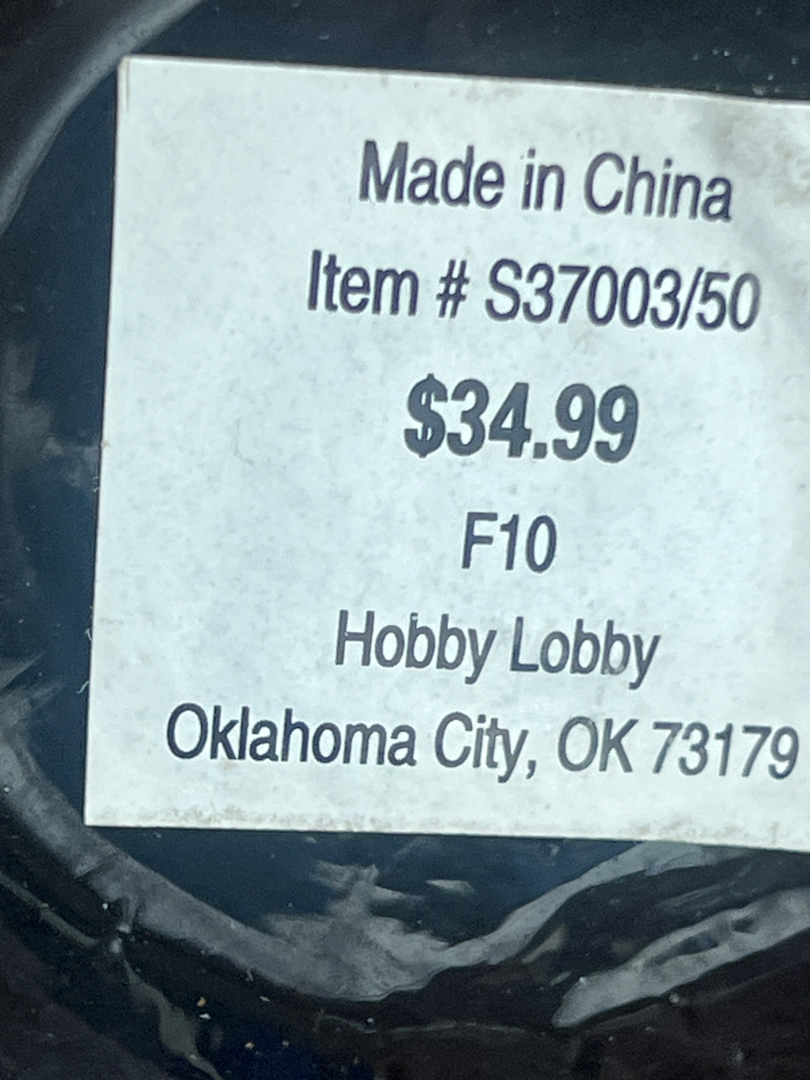 Made in China
Item # S37003/50
$34.99
F10
Hobby Lobby
Oklahoma City, OK 73179